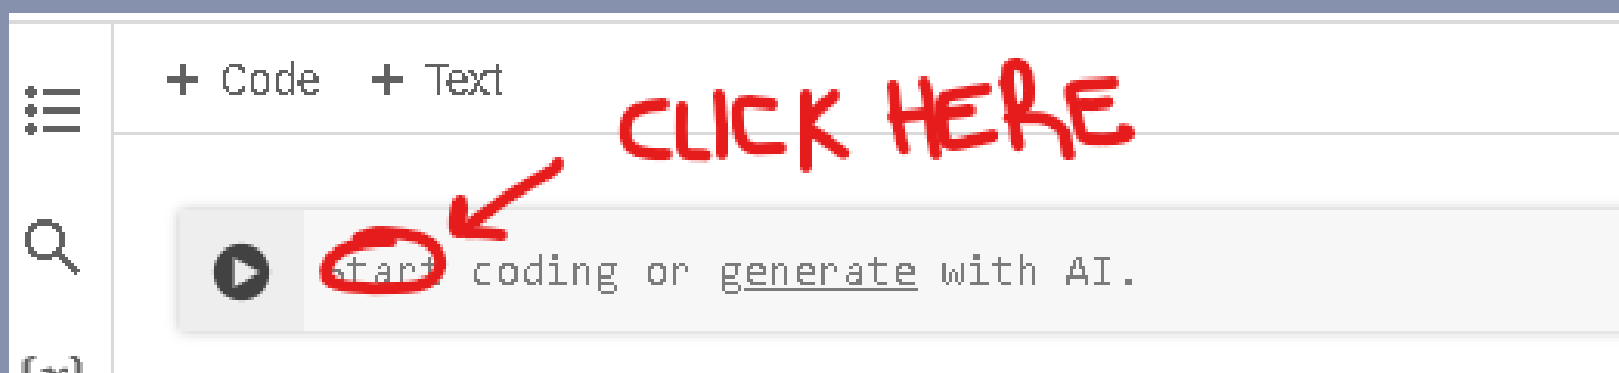 + Code + Text
CLICK HERE
start coding or generate with AI.